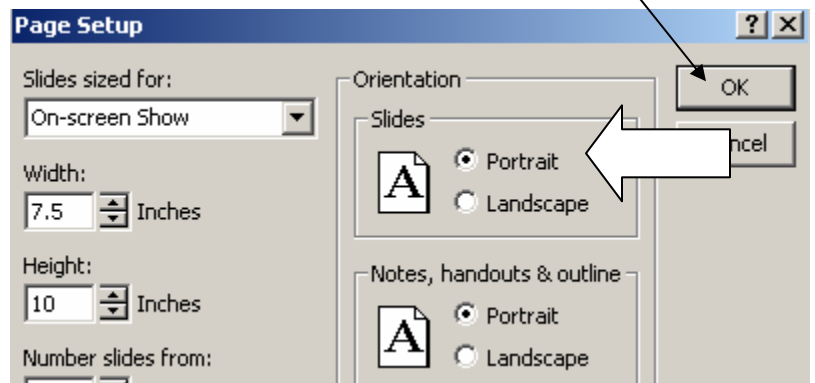 Page Setup
Slides sized for:
On-screen Show
Width:
7.5 Inches
Height:
10 Inches
Number slides from:
Orientation
Slides
A
Portrait
Landscape
Notes, handouts & outline
A
Portrait
Landscape
OK
ncel